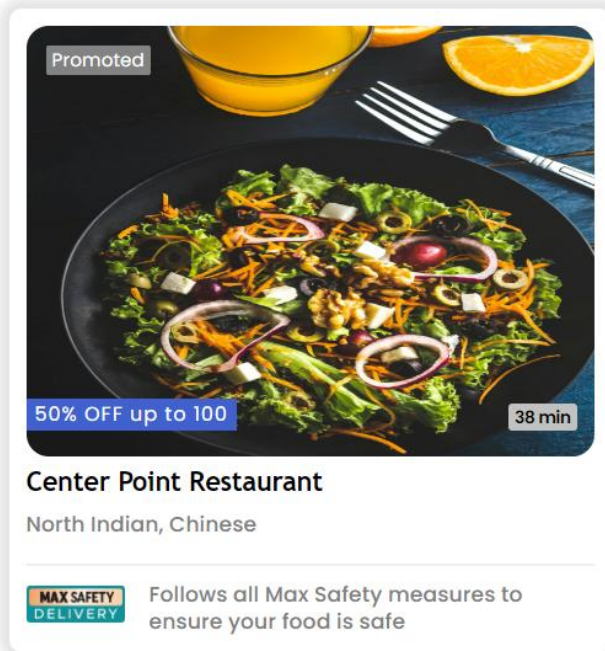 Promoted
50% OFF up to 100
38 min
Center Point Restaurant
North Indian, Chinese
MAX SAFETY
DELIVERY
Follows all Max Safety measures to
ensure your food is safe